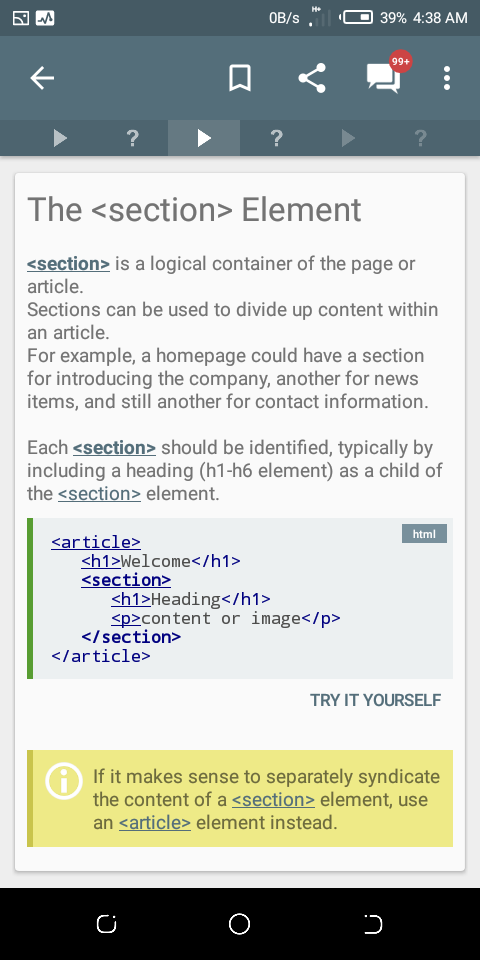 0B/s H+ 39% 4:38 AM
99+
? ? ?
The <section> Element
<section> is a logical container of the page or
article.
Sections can be used to divide up content within
an article.
For example, a homepage could have a section
for introducing the company, another for news
items, and still another for contact information.
Each <section> should be identified, typically by
including a heading (h1-h6 element) as a child of
the <section> element.
html
<article>
<h1>Welcome</h1>
<section>
<h1>Heading</h1>
<p>content or image</p>
</section>
</article>
TRY IT YOURSELF
If it makes sense to separately syndicate
the content of a <section> element, use
an <article> element instead.